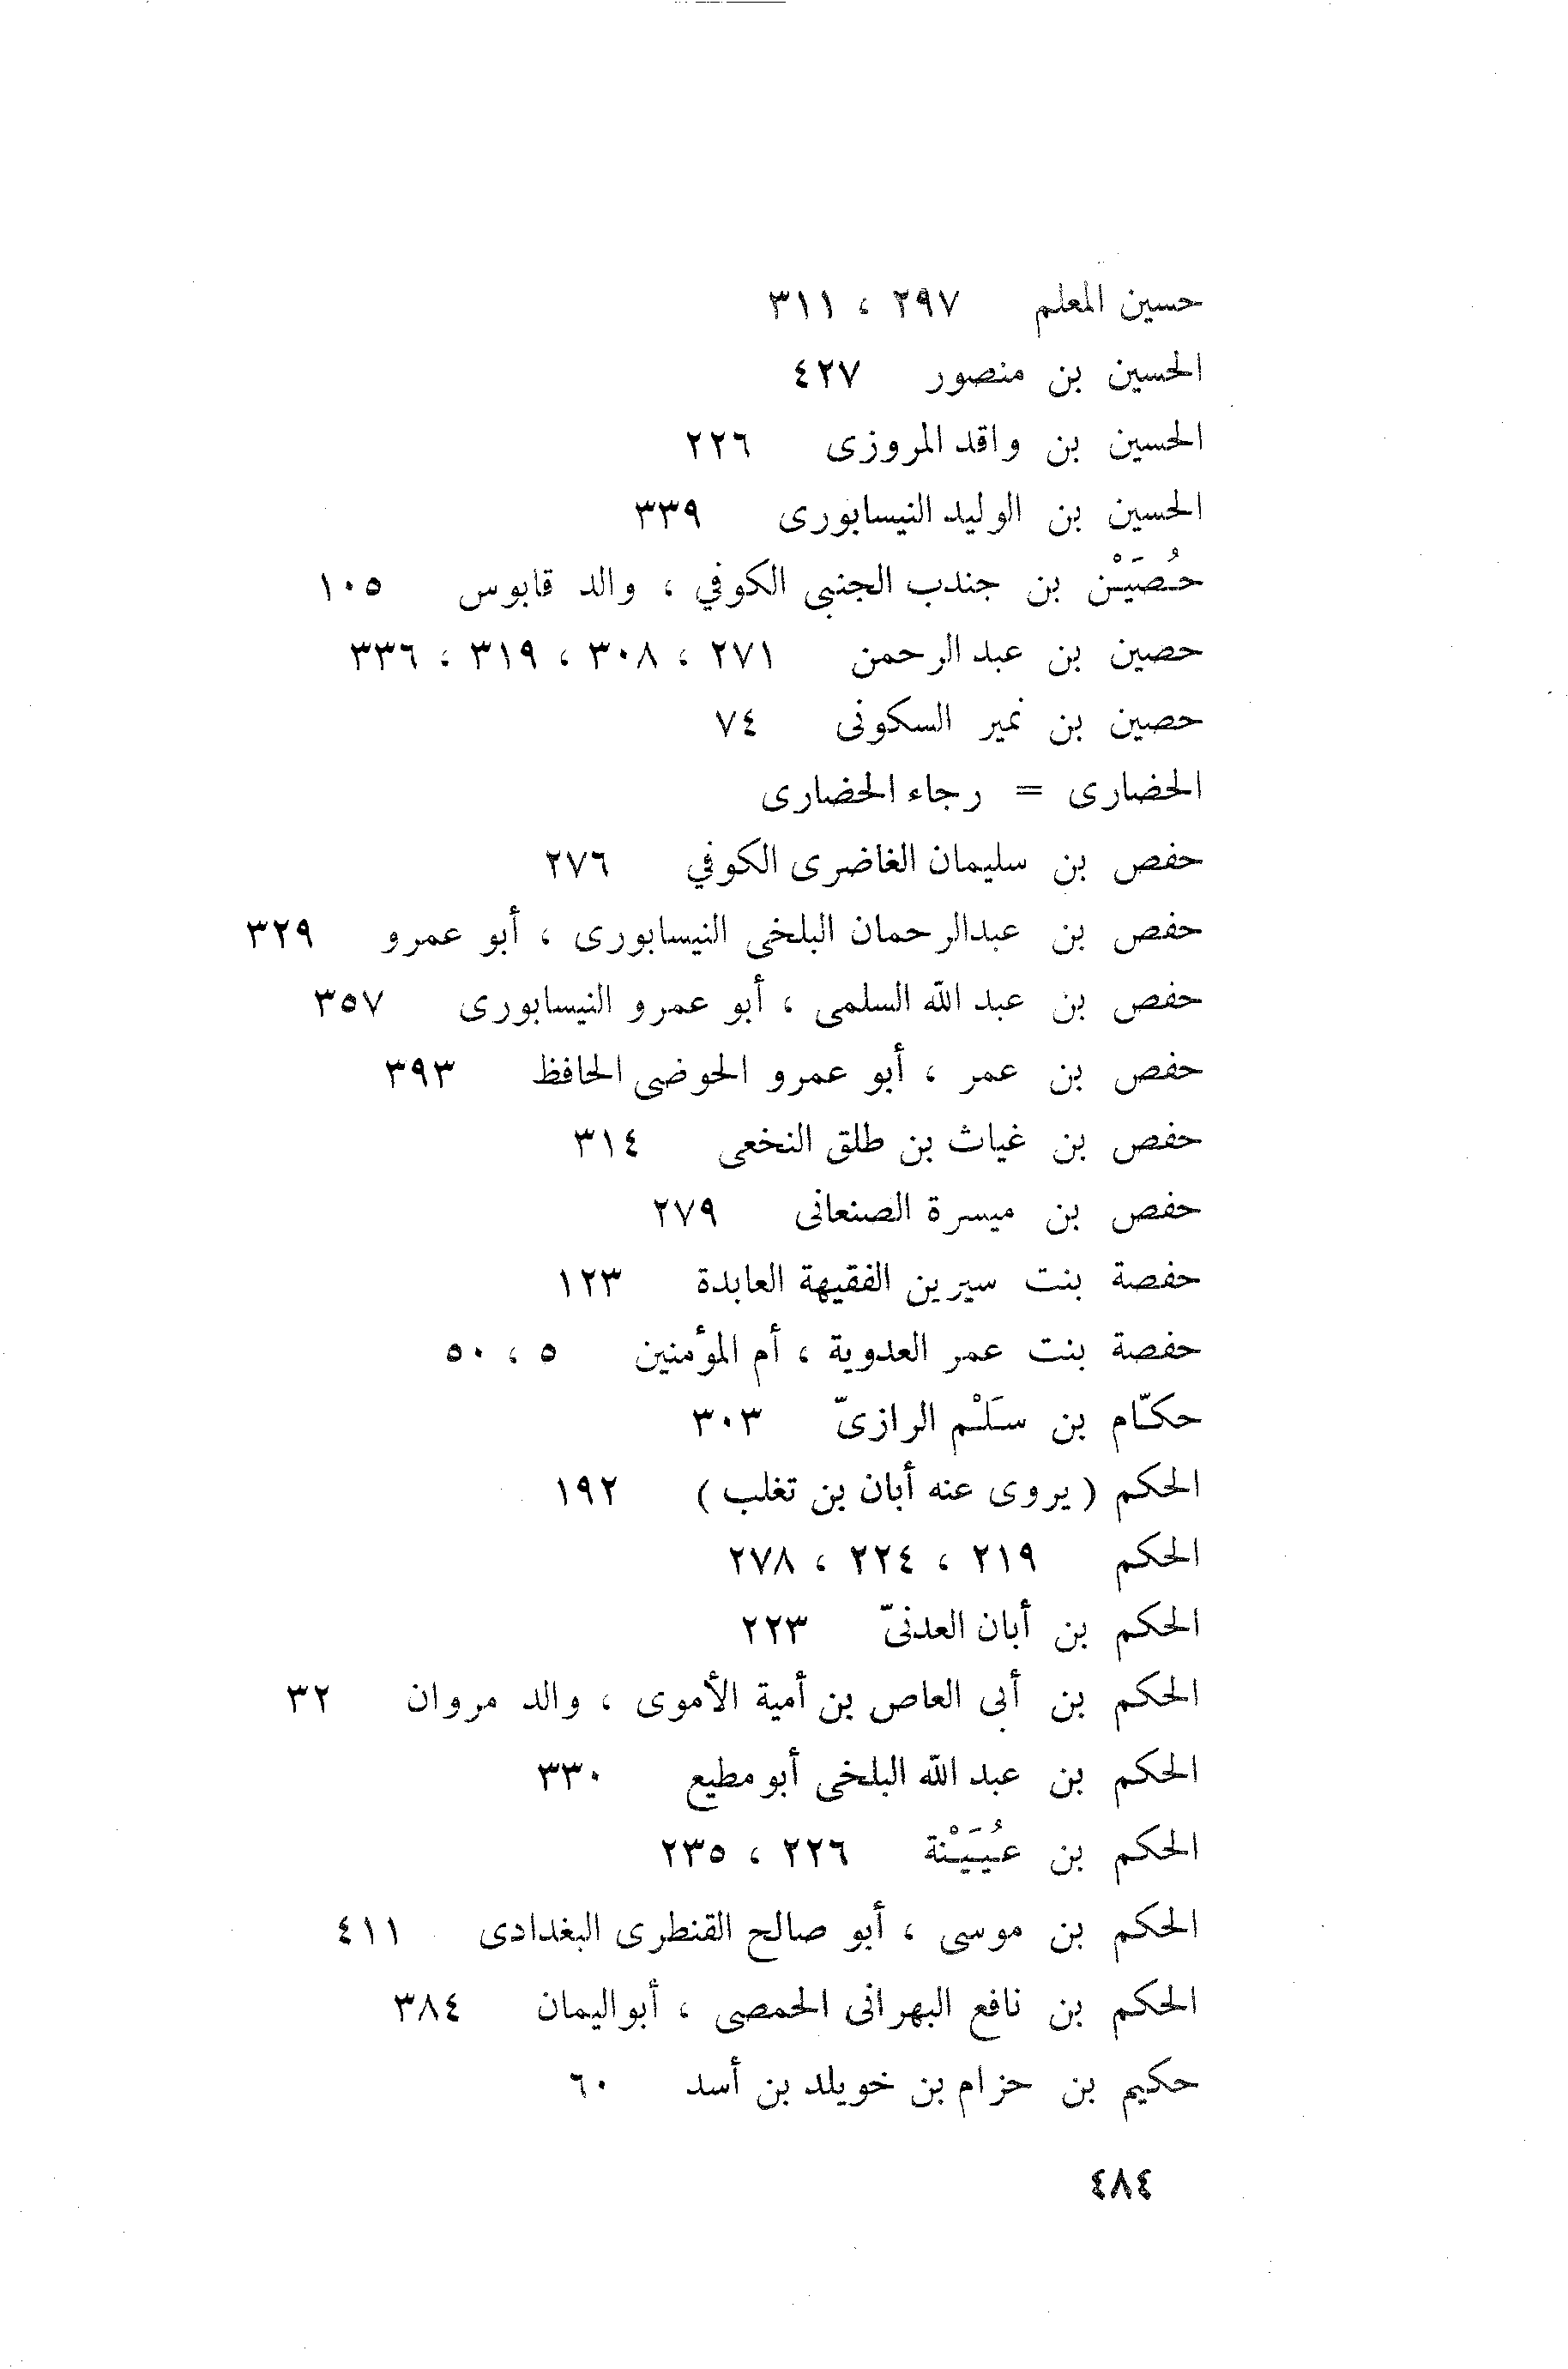 حسين المعلم ٢٩٧ ، ٣١١
الحسين بن منصور ٤٢٧
الحسين بن واقد المروزى ٢٢٦
الحسين بن الوليد النيسابورى ٣٣٩
حُصَيْن بن جندب الجنبى الكوفي ، والد قابوس ١٠٥
حصين بن عبد الرحمن ٢٧١ ، ٣٠٨ ، ٣١٩ ، ٣٣٦
حصين بن نمير السكونى ٧٤
الحضارى = رجاء الحضارى
حفص بن سليمان الغاضرى الكوفي ٢٧٦
حفص بن عبدالرحمان البلخى النيسابورى ، أبو عمرو ٣٢٩
حفص بن عبد الله السلمى ، أبو عمرو النيسابورى ٣٥٧
حفص بن عمر ، أبو عمرو الحوضى الحافظ ٣٩٣
حفص بن غياث بن طلق النخعى ٣١٤
حفص بن ميسرة الصنعانى ٢٧٩
حفصة بنت سيرين الفقيهة العابدة ١٢٣
حفصة بنت عمر العدوية ، أم المؤمنين ٥ ، ٥٠
حكّام بن سَلْم الرازىّ ٣٠٣
الحكم ( يروى عنه أبان بن تغلب ) ١٩٢
الحكم ٢١٩ ، ٢٢٤ ، ٢٧٨
الحكم بن أبان العدنىّ ٢٢٣
الحكم بن أبى العاص بن أمية الأموى ، والد مروان ٣٢
الحكم بن عبد الله البلخى أبو مطيع ٣٣٠
الحكم بن عُيَيْنة ٢٢٦ ، ٢٣٥
الحكم بن موسى ، أبو صالح القنطرى البغدادى ٤١١
الحكم بن نافع البهرانى الحمصى ، أبواليمان ٣٨٤
حكيم بن حزام بن خويلد بن أسد ٦٠
٤٨٤